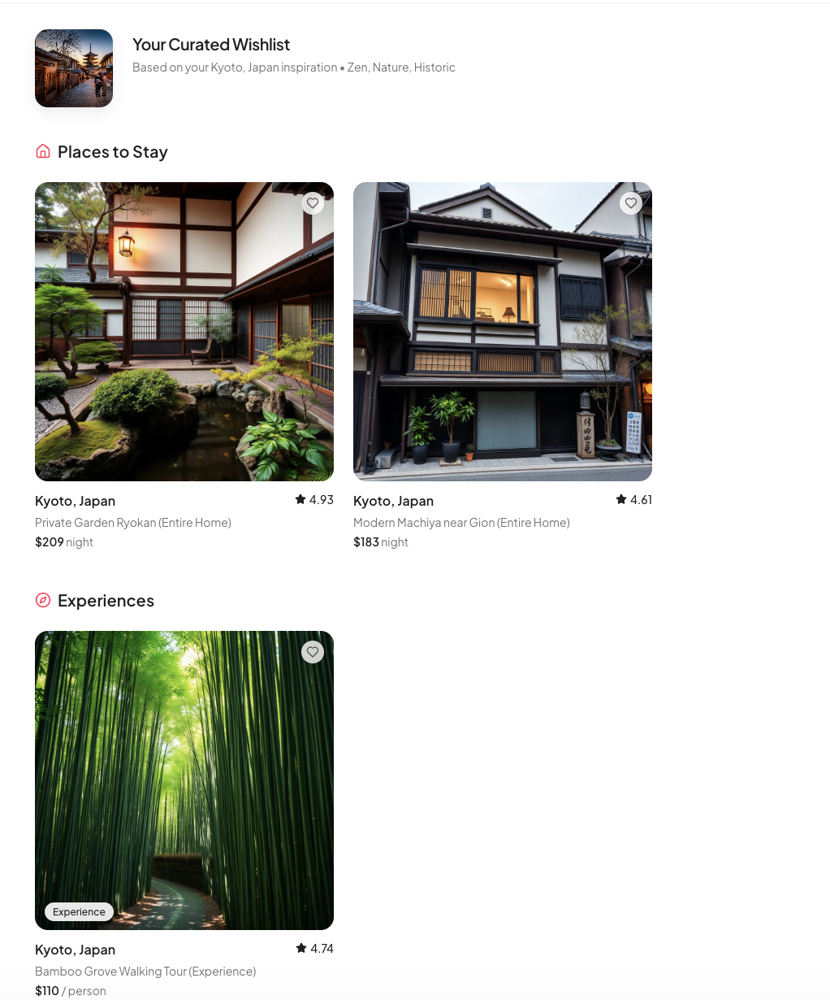 Your Curated Wishlist
Based on your Kyoto, Japan inspiration • Zen, Nature, Historic
Places to Stay
Kyoto, Japan
4.93
Private Garden Ryokan (Entire Home)
$209 night
Kyoto, Japan
4.61
Modern Machiya near Gion (Entire Home)
$183 night
Experiences
Experience
Kyoto, Japan
4.74
Bamboo Grove Walking Tour (Experience)
$110 / person